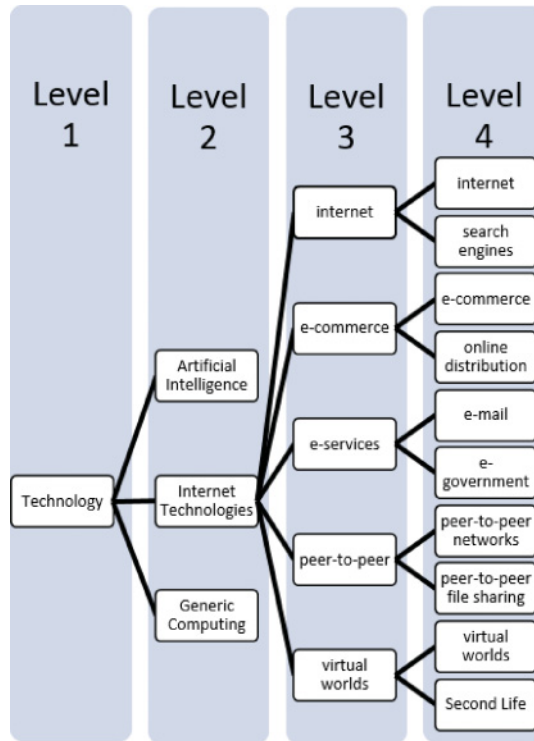 Level
1
Level
2
Level
3
Level
4
Technology
Artificial
Intelligence
Internet
Technologies
Generic
Computing
internet
e-commerce
e-services
peer-to-peer
virtual
worlds
internet
search
engines
e-commerce
online
distribution
e-mail
e-
government
peer-to-peer
networks
peer-to-peer
file sharing
virtual
worlds
Second Life